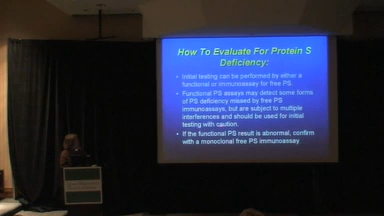 How To Evaluate For Protein S
Deficiency:
• Initial testing can be performed by either a
functional or immunoassay for free PS.
• Functional PS assays may detect some forms
of PS deficiency missed by free PS
immunoassays, but are subject to multiple
interferences and should be used for initial
testing with caution.
• If the functional PS result is abnormal, confirm
with a monoclonal free PS immunoassay